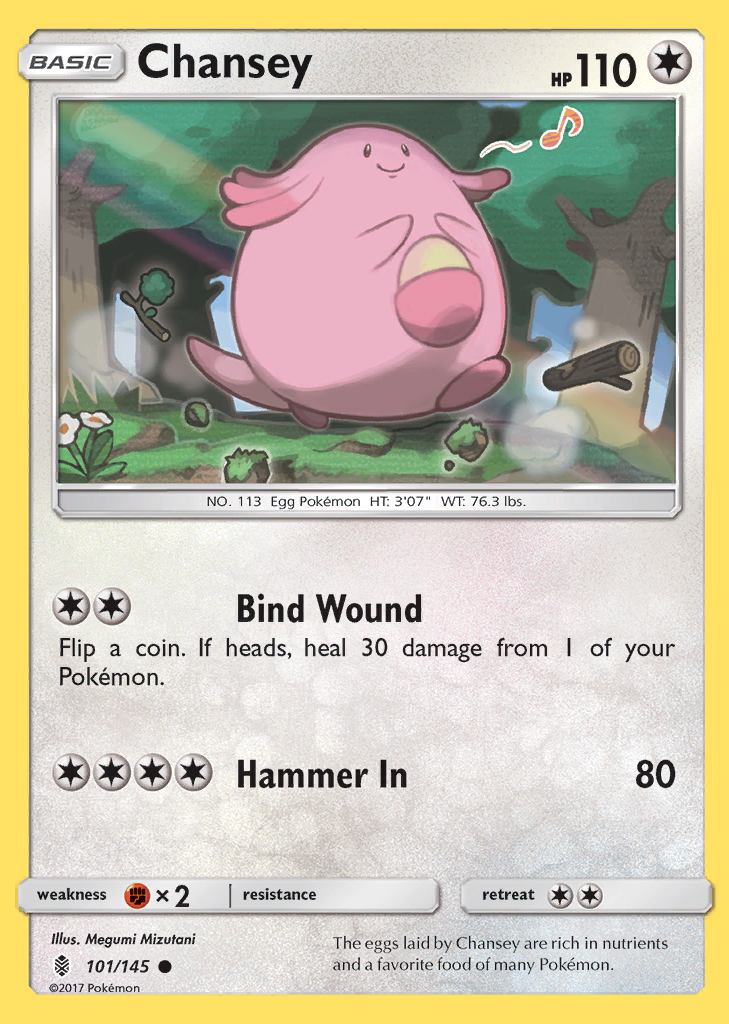 BASIC Chansey HP 110
NO. 113 Egg Pokémon HT: 3'07" WT: 76.3 lbs.
Bind Wound
Flip a coin. If heads, heal 30 damage from 1 of your
Pokémon.
Hammer In 80
weakness × 2 resistance retreat
Illus. Megumi Mizutani
101/145
©2017 Pokémon
The eggs laid by Chansey are rich in nutrients
and a favorite food of many Pokémon.